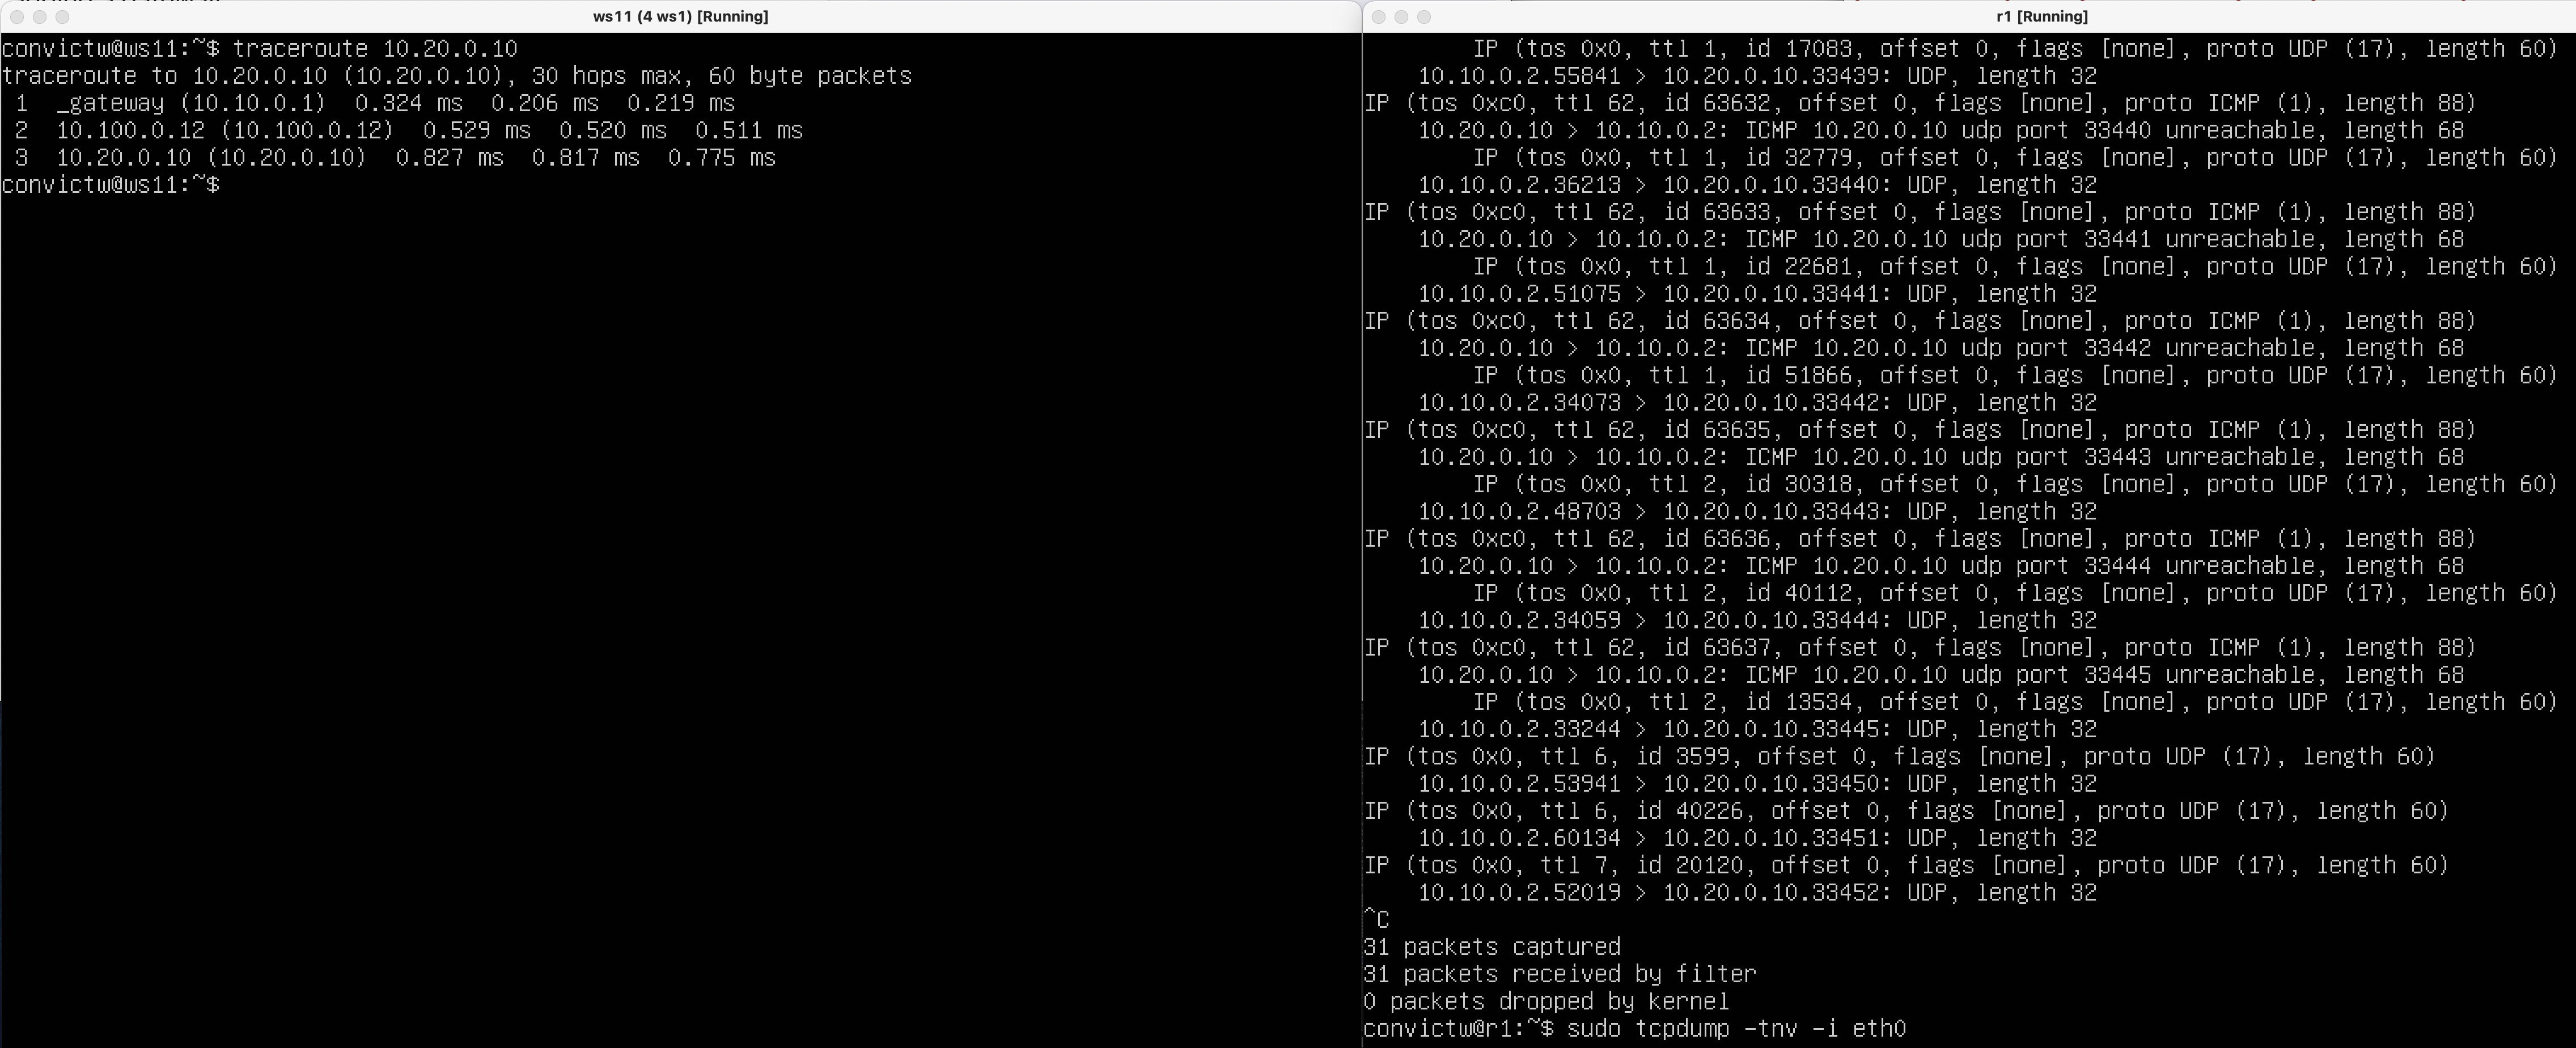 ws11 (4 ws1) [Running]
convictw@ws11:~$ traceroute 10.20.0.10
traceroute to 10.20.0.10 (10.20.0.10), 30 hops max, 60 byte packets
 1  _gateway (10.10.0.1)  0.324 ms  0.206 ms  0.219 ms
 2  10.100.0.12 (10.100.0.12)  0.529 ms  0.520 ms  0.511 ms
 3  10.20.0.10 (10.20.0.10)  0.827 ms  0.817 ms  0.775 ms
convictw@ws11:~$
r1 [Running]
IP (tos 0x0, ttl 1, id 17083, offset 0, flags [none], proto UDP (17), length 60)
10.10.0.2.55841 > 10.20.0.10.33439: UDP, length 32
IP (tos 0xc0, ttl 62, id 63632, offset 0, flags [none], proto ICMP (1), length 88)
10.20.0.10 > 10.10.0.2: ICMP 10.20.0.10 udp port 33440 unreachable, length 68
IP (tos 0x0, ttl 1, id 32779, offset 0, flags [none], proto UDP (17), length 60)
10.10.0.2.36213 > 10.20.0.10.33440: UDP, length 32
IP (tos 0xc0, ttl 62, id 63633, offset 0, flags [none], proto ICMP (1), length 88)
10.20.0.10 > 10.10.0.2: ICMP 10.20.0.10 udp port 33441 unreachable, length 68
IP (tos 0x0, ttl 1, id 22681, offset 0, flags [none], proto UDP (17), length 60)
10.10.0.2.51075 > 10.20.0.10.33441: UDP, length 32
IP (tos 0xc0, ttl 62, id 63634, offset 0, flags [none], proto ICMP (1), length 88)
10.20.0.10 > 10.10.0.2: ICMP 10.20.0.10 udp port 33442 unreachable, length 68
IP (tos 0x0, ttl 1, id 51866, offset 0, flags [none], proto UDP (17), length 60)
10.10.0.2.34073 > 10.20.0.10.33442: UDP, length 32
IP (tos 0xc0, ttl 62, id 63635, offset 0, flags [none], proto ICMP (1), length 88)
10.20.0.10 > 10.10.0.2: ICMP 10.20.0.10 udp port 33443 unreachable, length 68
IP (tos 0x0, ttl 2, id 30318, offset 0, flags [none], proto UDP (17), length 60)
10.10.0.2.48703 > 10.20.0.10.33443: UDP, length 32
IP (tos 0xc0, ttl 62, id 63636, offset 0, flags [none], proto ICMP (1), length 88)
10.20.0.10 > 10.10.0.2: ICMP 10.20.0.10 udp port 33444 unreachable, length 68
IP (tos 0x0, ttl 2, id 40112, offset 0, flags [none], proto UDP (17), length 60)
10.10.0.2.34059 > 10.20.0.10.33444: UDP, length 32
IP (tos 0xc0, ttl 62, id 63637, offset 0, flags [none], proto ICMP (1), length 88)
10.20.0.10 > 10.10.0.2: ICMP 10.20.0.10 udp port 33445 unreachable, length 68
IP (tos 0x0, ttl 2, id 13534, offset 0, flags [none], proto UDP (17), length 60)
10.10.0.2.33244 > 10.20.0.10.33445: UDP, length 32
IP (tos 0x0, ttl 6, id 3599, offset 0, flags [none], proto UDP (17), length 60)
10.10.0.2.53941 > 10.20.0.10.33450: UDP, length 32
IP (tos 0x0, ttl 6, id 40226, offset 0, flags [none], proto UDP (17), length 60)
10.10.0.2.60134 > 10.20.0.10.33451: UDP, length 32
IP (tos 0x0, ttl 7, id 20120, offset 0, flags [none], proto UDP (17), length 60)
10.10.0.2.52019 > 10.20.0.10.33452: UDP, length 32
^C
31 packets captured
31 packets received by filter
0 packets dropped by kernel
convictw@r1:~$ sudo tcpdump -tnv -i eth0